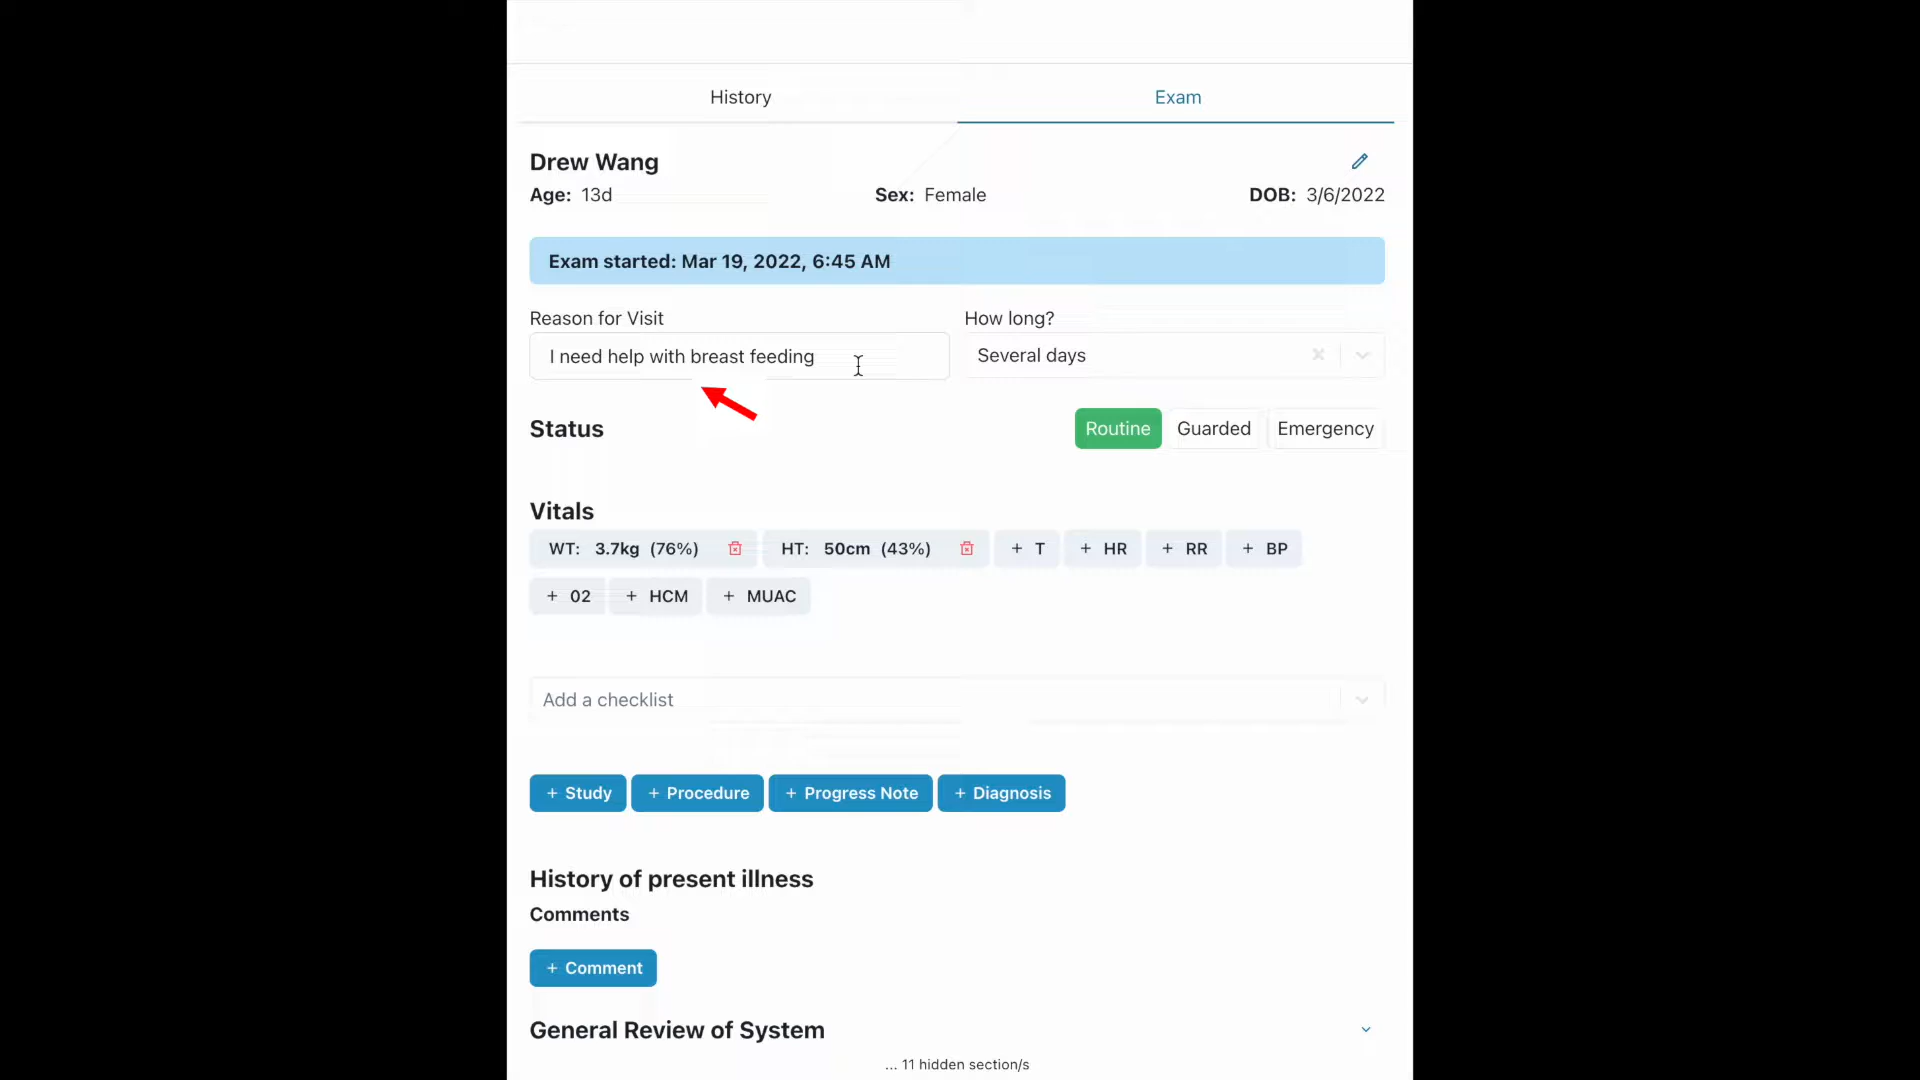 History Exam
Drew Wang
Age: 13d Sex: Female DOB: 3/6/2022
Exam started: Mar 19, 2022, 6:45 AM
Reason for Visit How long?
I need help with breast feeding Several days
Status Routine Guarded Emergency
Vitals
WT: 3.7kg (76%) HT: 50cm (43%) + T + HR + RR + BP
+ 02 + HCM + MUAC
Add a checklist
+ Study + Procedure + Progress Note + Diagnosis
History of present illness
Comments
+ Comment
General Review of System
... 11 hidden section/s